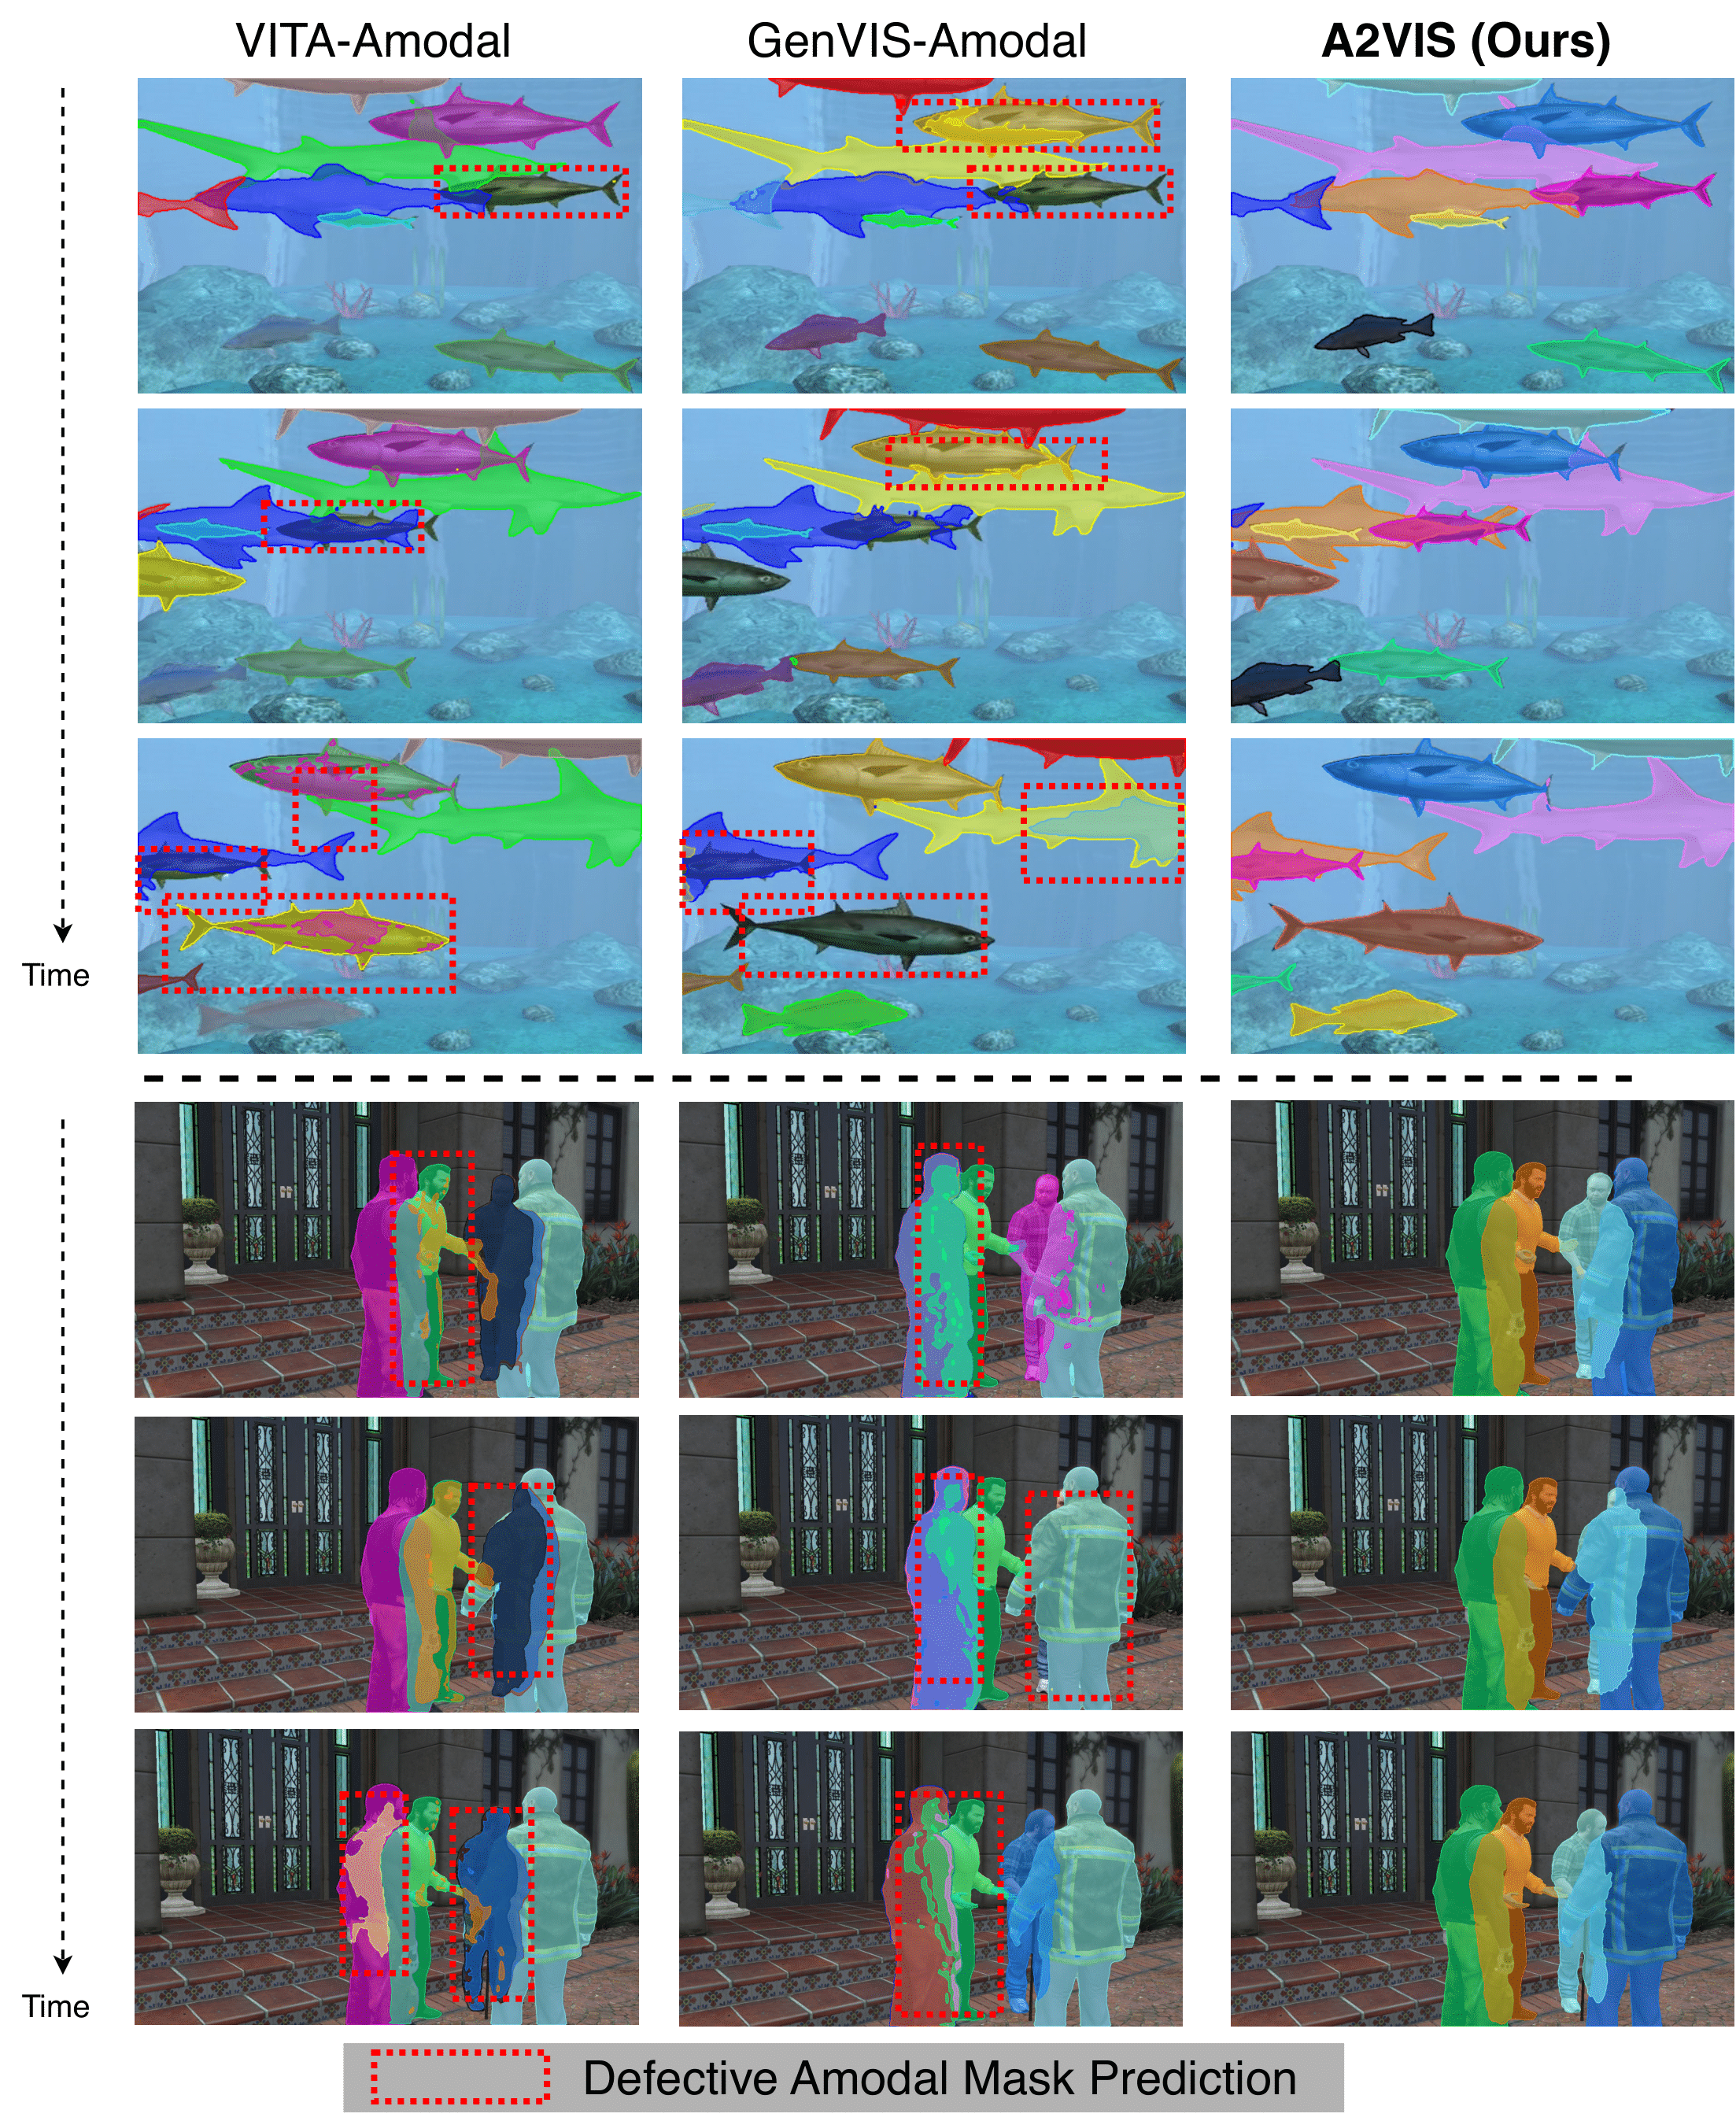 VITA-Amodal
GenVIS-Amodal
A2VIS (Ours)
Time
Time
Defective Amodal Mask Prediction